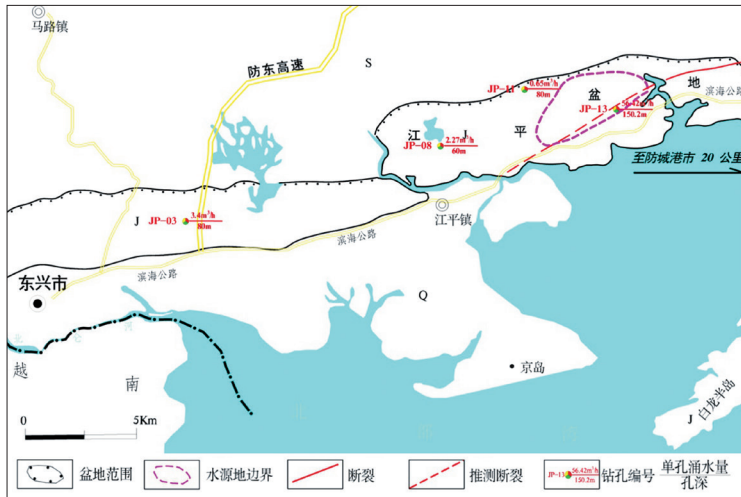 马路镇
防东高速
S
JP-11
0.65m³/h
80m
盆
地
滨海公路
JP-13
56.42m³/h
150.2m
江
J
平
JP-08
2.27m³/h
60m
至防城港市 20 公里
J
JP-03
3.4m³/h
80m
江平镇
滨海公路
滨海公路
东兴市
Q
越
南
京岛
J
白龙半岛
0
5Km
盆地范围
水源地边界
断裂
推测断裂
JP-13
56.42m³/h
150.2m
钻孔编号
单孔涌水量
孔深